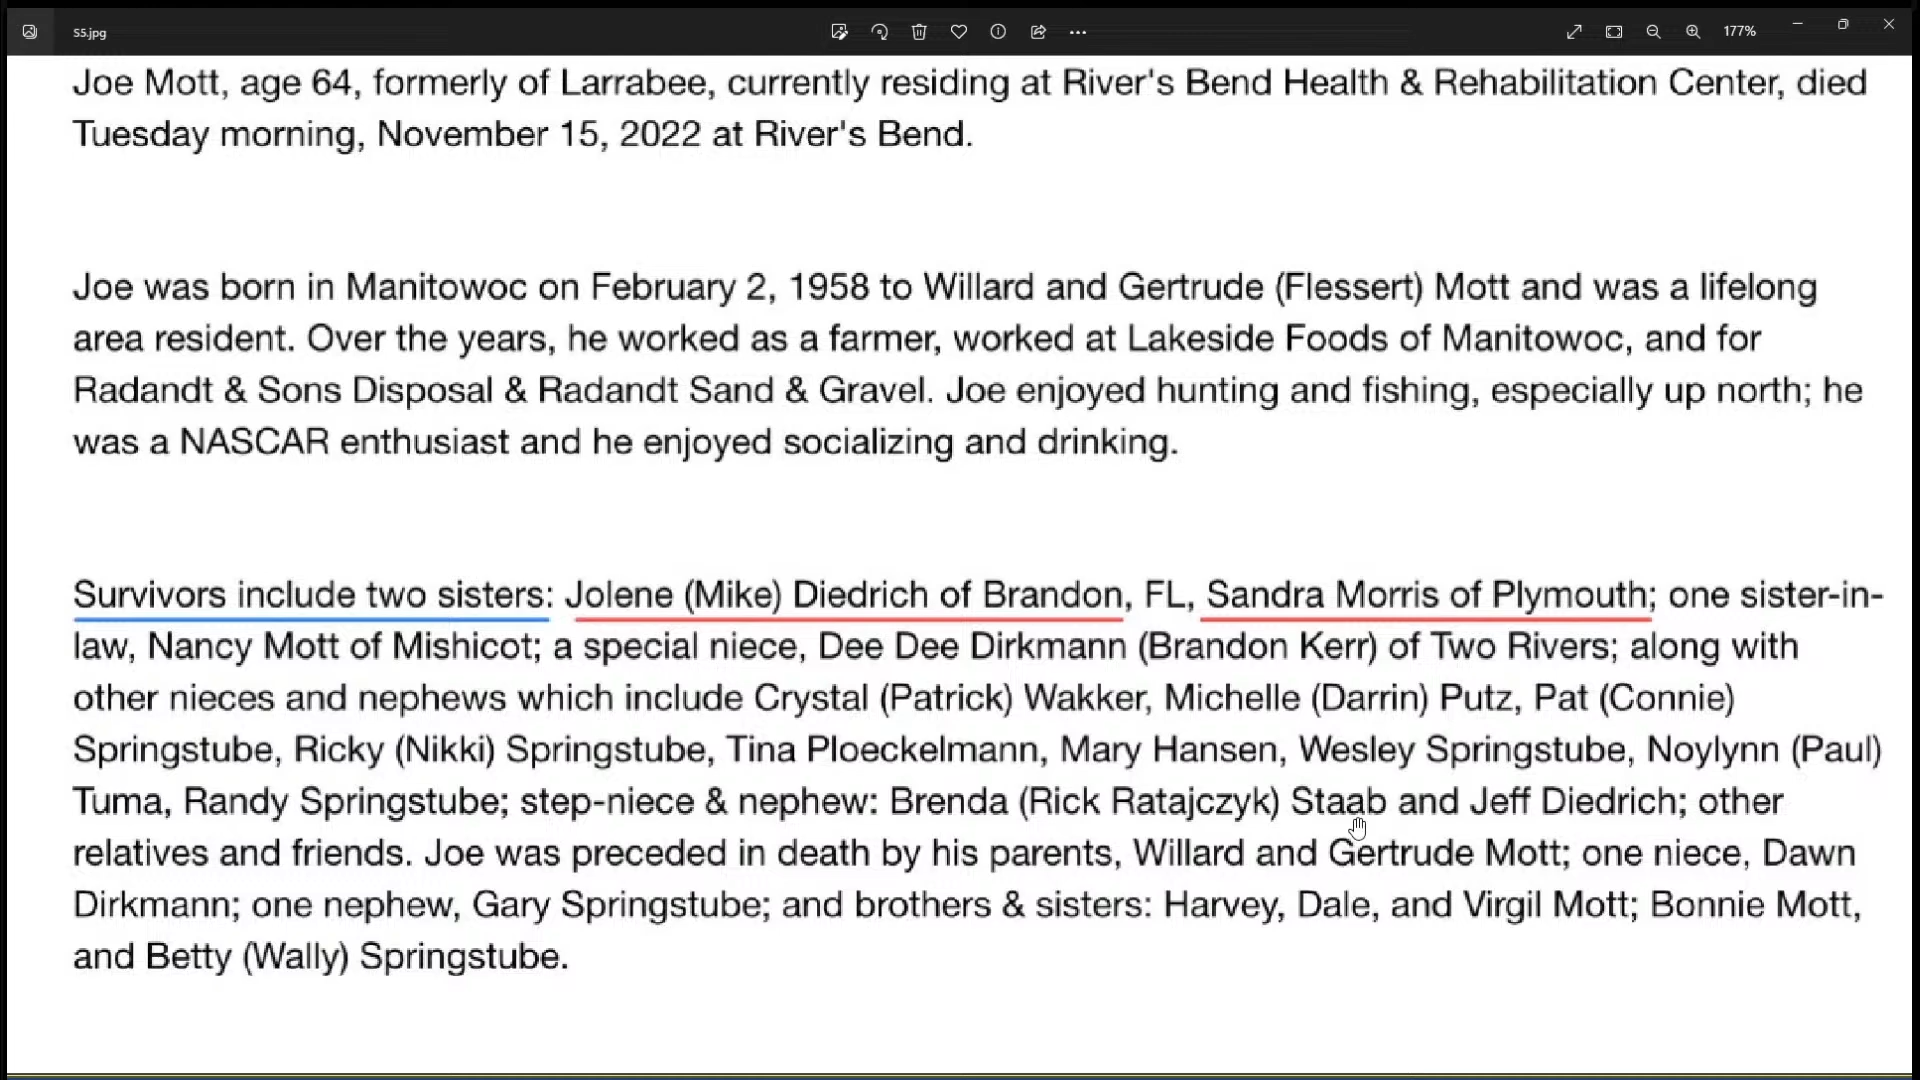 S5.jpg
177%
Joe Mott, age 64, formerly of Larrabee, currently residing at River's Bend Health & Rehabilitation Center, died
Tuesday morning, November 15, 2022 at River's Bend.
Joe was born in Manitowoc on February 2, 1958 to Willard and Gertrude (Flessert) Mott and was a lifelong
area resident. Over the years, he worked as a farmer, worked at Lakeside Foods of Manitowoc, and for
Radandt & Sons Disposal & Radandt Sand & Gravel. Joe enjoyed hunting and fishing, especially up north; he
was a NASCAR enthusiast and he enjoyed socializing and drinking.
Survivors include two sisters: Jolene (Mike) Diedrich of Brandon, FL, Sandra Morris of Plymouth; one sister-in-
law, Nancy Mott of Mishicot; a special niece, Dee Dee Dirkmann (Brandon Kerr) of Two Rivers; along with
other nieces and nephews which include Crystal (Patrick) Wakker, Michelle (Darrin) Putz, Pat (Connie)
Springstube, Ricky (Nikki) Springstube, Tina Ploeckelmann, Mary Hansen, Wesley Springstube, Noylynn (Paul)
Tuma, Randy Springstube; step-niece & nephew: Brenda (Rick Ratajczyk) Staab and Jeff Diedrich; other
relatives and friends. Joe was preceded in death by his parents, Willard and Gertrude Mott; one niece, Dawn
Dirkmann; one nephew, Gary Springstube; and brothers & sisters: Harvey, Dale, and Virgil Mott; Bonnie Mott,
and Betty (Wally) Springstube.